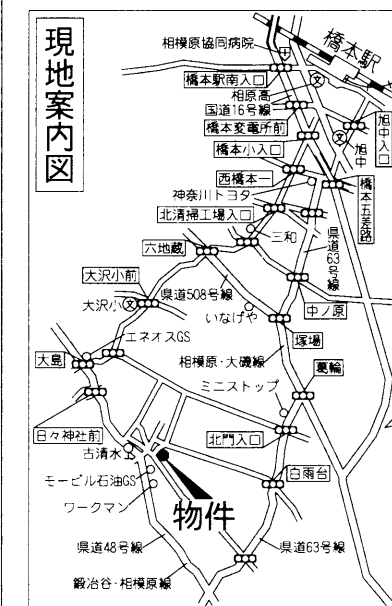 現地案内図
橋本駅
相模原協同病院
橋本駅南入口
相原高
国道16号線
橋本変電所前
橋本小入口
文
旭中
旭中入口
西橋本一
神奈川トヨタ
橋本五差路
北清掃工場入口
三和
県道63号線
六地蔵
大沢小前
県道508号線
中ノ原
大沢小
文
いなげや
塚場
エネオスGS
相模原・大磯線
大島
ミニストップ
葛輪
日々神社前
北門入口
古清水
モービル石油GS
白雨台
ワークマン
物件
県道48号線
県道63号線
鍛冶谷・相模原線